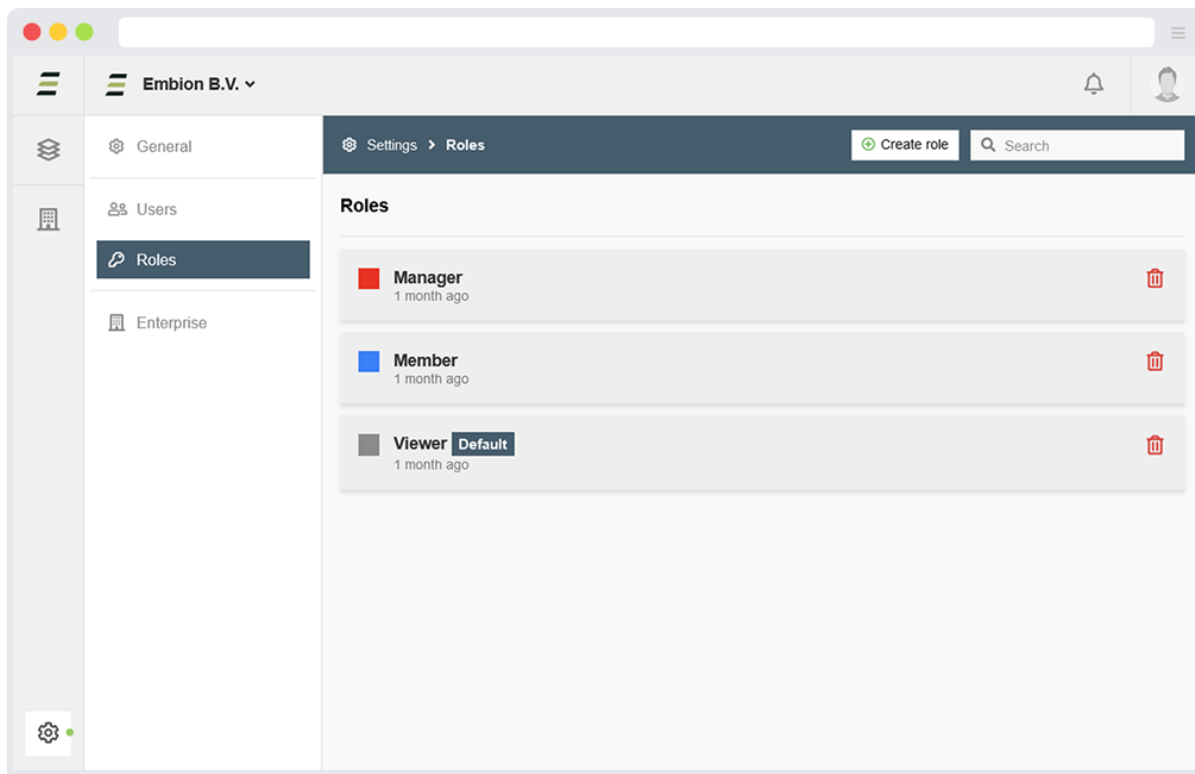 Embion B.V.
General
Users
Roles
Enterprise
Settings > Roles
Create role
Search
Roles
Manager
1 month ago
Member
1 month ago
Viewer Default
1 month ago